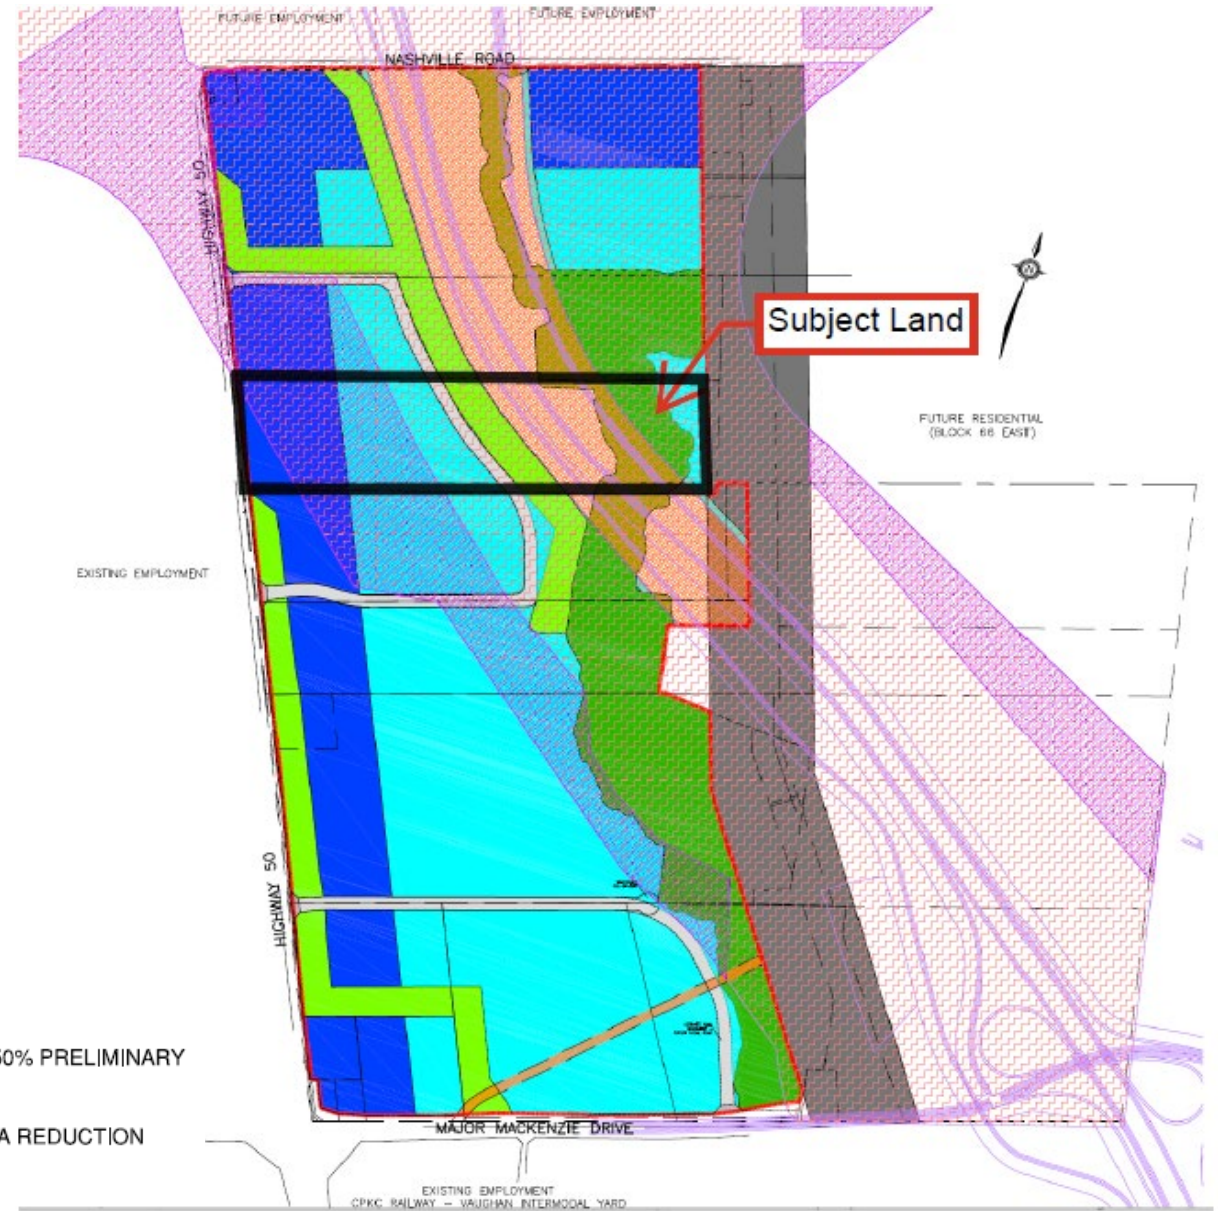 FUTURE EMPLOYMENT
FUTURE EMPLOYMENT
NASHVILLE ROAD
HIGHWAY 50
Subject Land
FUTURE RESIDENTIAL
(BLOCK 66 EAST)
EXISTING EMPLOYMENT
HIGHWAY 50
50% PRELIMINARY
A REDUCTION
MAJOR MACKENZIE DRIVE
EXISTING EMPLOYMENT
CPKC RAILWAY – VAUGHAN INTERMODAL YARD